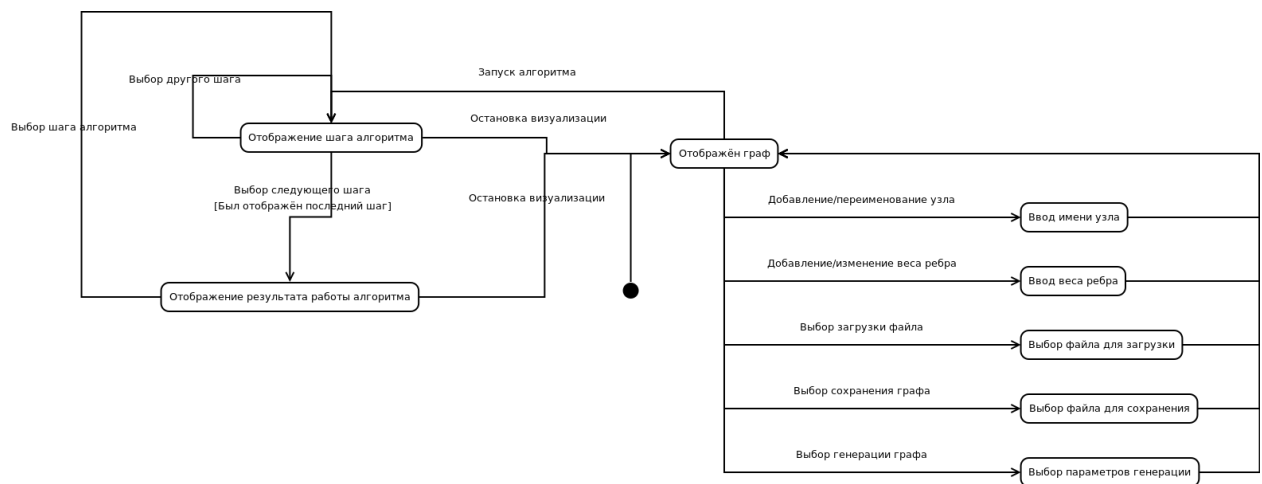 Запуск алгоритма
Выбор другого шага
Остановка визуализации
Выбор шага алгоритма
Отображение шага алгоритма
Отображён граф
Выбор следующего шага
[Был отображён последний шаг]
Остановка визуализации
Добавление/переименование узла
Ввод имени узла
Добавление/изменение веса ребра
Ввод веса ребра
Отображение результата работы алгоритма
Выбор загрузки файла
Выбор файла для загрузки
Выбор сохранения графа
Выбор файла для сохранения
Выбор генерации графа
Выбор параметров генерации